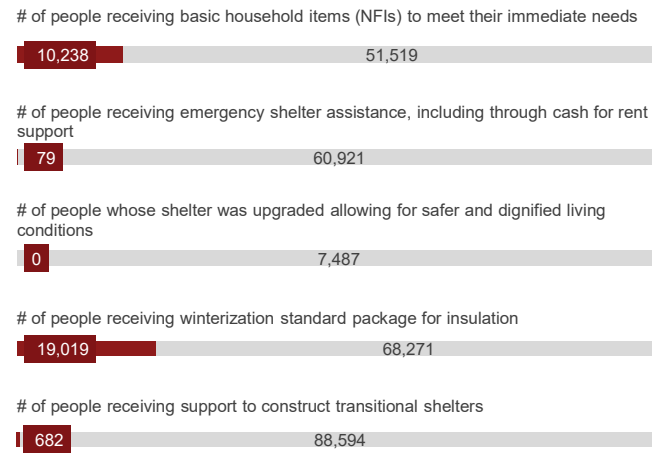 # of people receiving basic household items (NFIs) to meet their immediate needs
10,238 51,519
# of people receiving emergency shelter assistance, including through cash for rent
support
79 60,921
# of people whose shelter was upgraded allowing for safer and dignified living
conditions
0 7,487
# of people receiving winterization standard package for insulation
19,019 68,271
# of people receiving support to construct transitional shelters
682 88,594